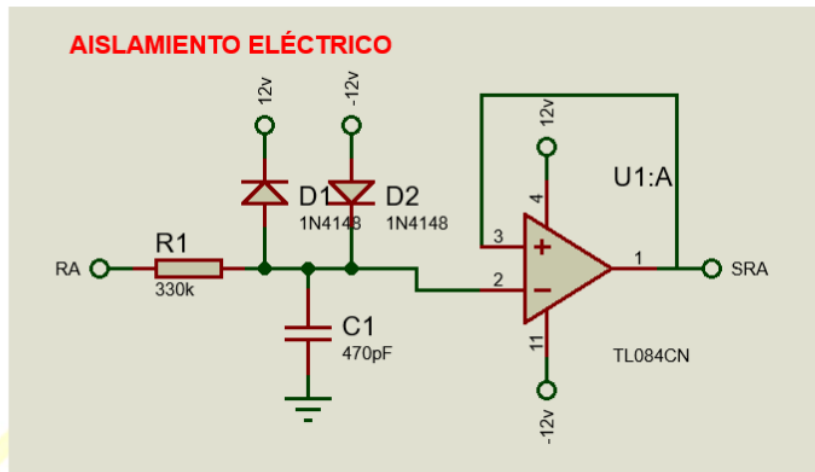 AISLAMIENTO ELÉCTRICO
12v
-12v
12v
U1:A
D1
1N4148
D2
1N4148
4
R1
3
+
RA
330k
1
SRA
2
−
C1
470pF
11
TL084CN
-12v